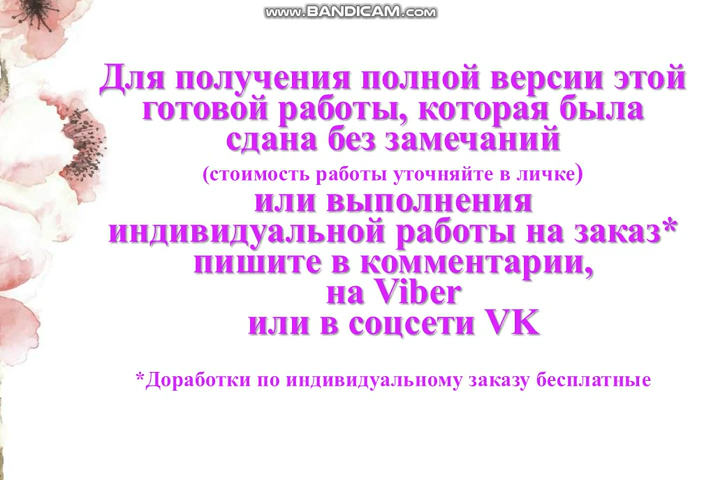 www.BANDICAM.com
Для получения полной версии этой
готовой работы, которая была
сдана без замечаний
(стоимость работы уточняйте в личке)
или выполнения
индивидуальной работы на заказ*
пишите в комментарии,
на Viber
или в соцсети VK
*Доработки по индивидуальному заказу бесплатные